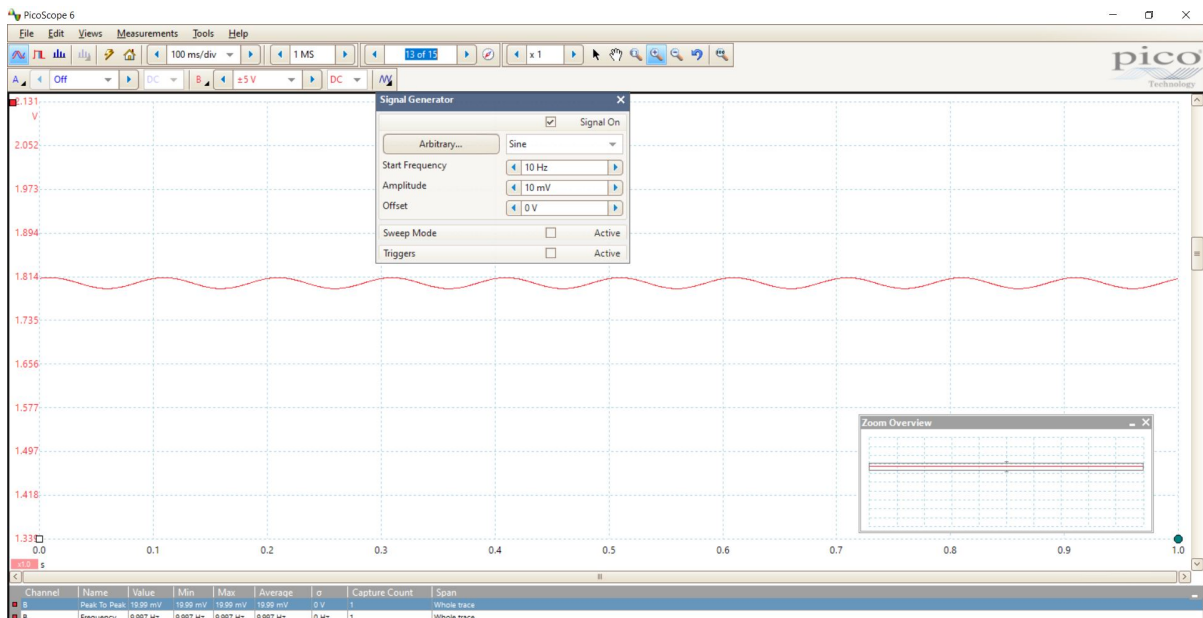 PicoScope 6
File Edit Views Measurements Tools Help
100 ms/div 1 MS 13 of 15 x 1
pico
Technology
A Off DC B ±5 V DC
Signal Generator
Signal On
Arbitrary... Sine
Start Frequency 10 Hz
Amplitude 10 mV
Offset 0 V
Sweep Mode Active
Triggers Active
2.131
V
2.052
1.973
1.894
1.814
1.735
1.656
1.577
1.497
1.418
1.339
Zoom Overview
0.0 0.1 0.2 0.3 0.4 0.5 0.6 0.7 0.8 0.9 1.0
x1.0 s
Channel Name Value Min Max Average σ Capture Count Span
B Peak To Peak 19.99 mV 19.99 mV 19.99 mV 19.99 mV 0 V 1 Whole trace
B Frequency 9.997 Hz 9.997 Hz 9.997 Hz 9.997 Hz 0 Hz 1 Whole trace